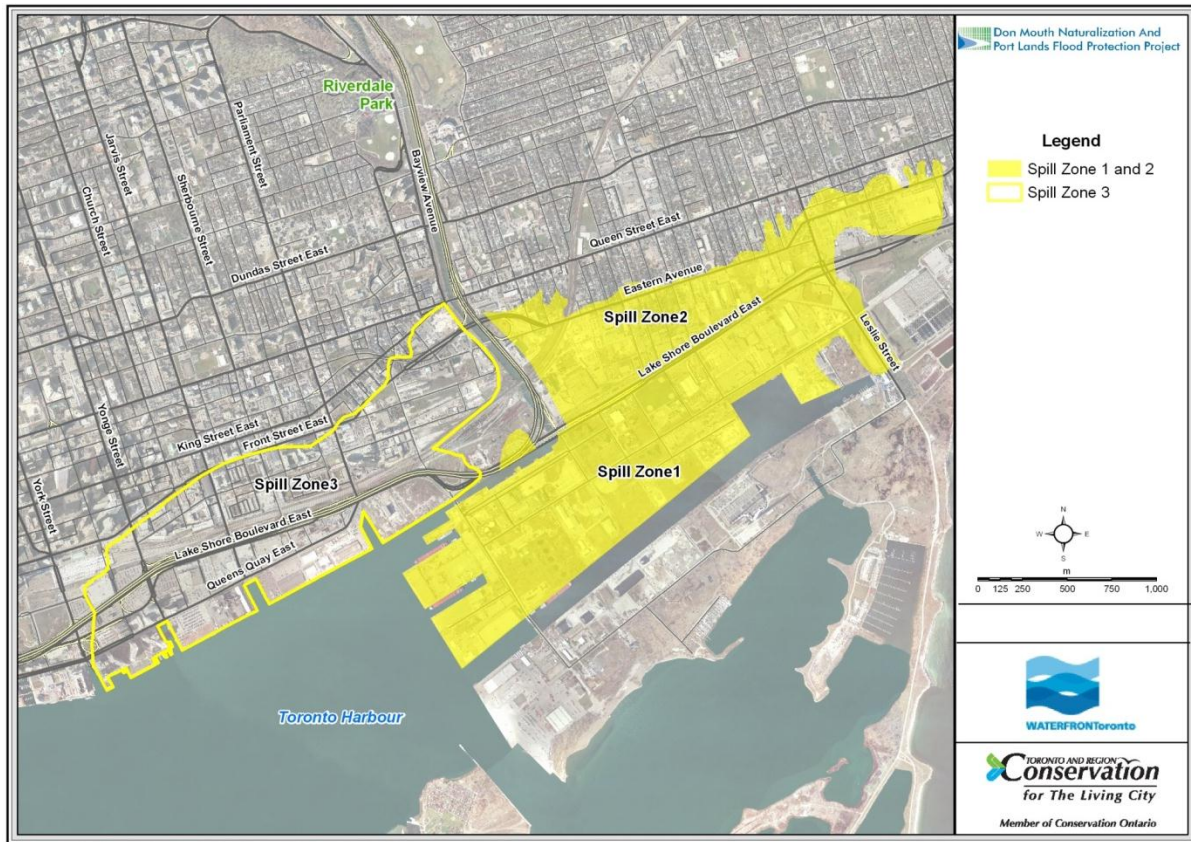 Don Mouth Naturalization And
Port Lands Flood Protection Project
Legend
Spill Zone 1 and 2
Spill Zone 3
Riverdale
Park
Parliament Street
Jarvis Street
Sherbourne Street
Church Street
Bayview Avenue
Queen Street East
Dundas Street East
Eastern Avenue
Spill Zone2
Lake Shore Boulevard East
Leslie Street
Yonge Street
King Street East
Front Street East
Spill Zone1
Spill Zone3
York Street
Lake Shore Boulevard East
Queens Quay East
Toronto Harbour
N
W E
S
m
0 125 250 500 750 1,000
WATERFRONToronto
TORONTO AND REGION
Conservation
for The Living City
Member of Conservation Ontario